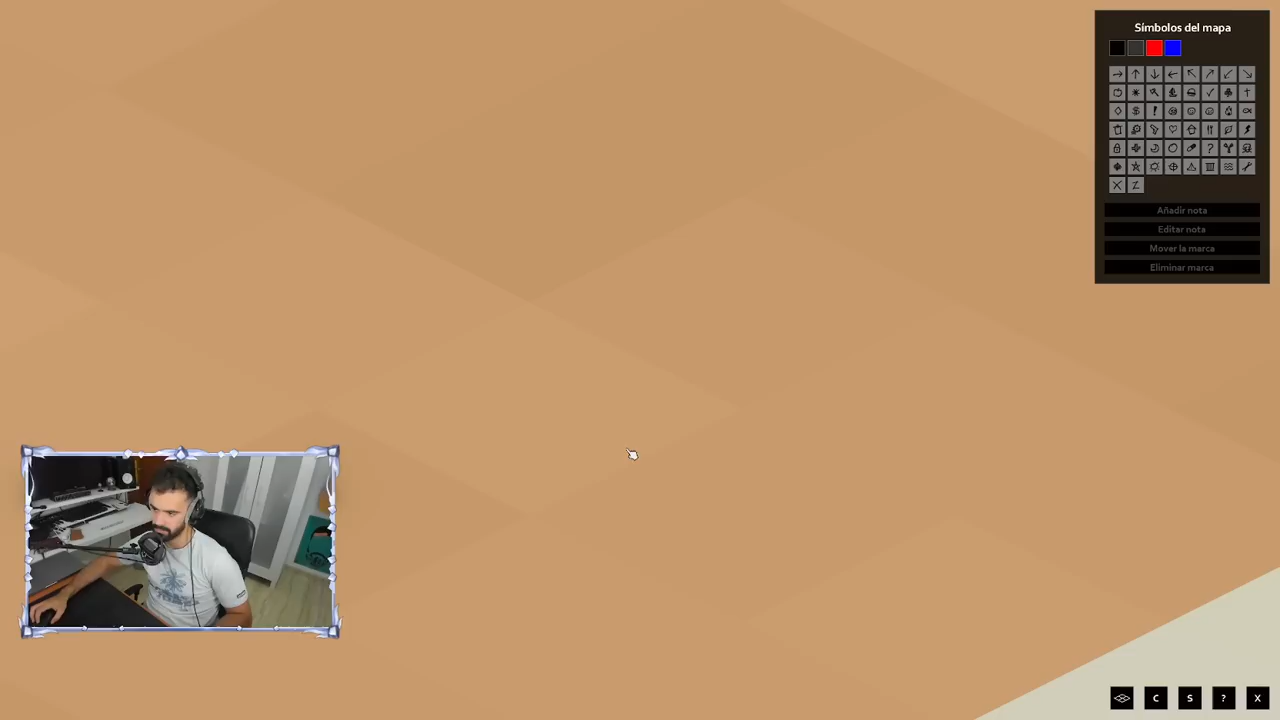 Símbolos del mapa
Añadir nota
Editar nota
Mover la marca
Eliminar marca
C S ? X